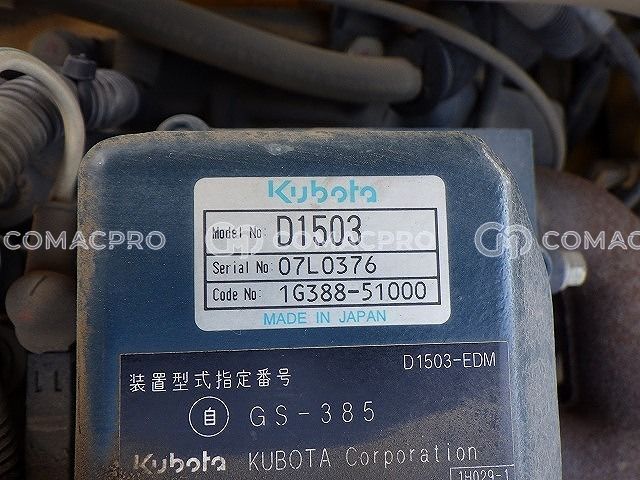 Kubota
Model No: D1503
Serial No: 07L0376
Code No: 1G388-51000
MADE IN JAPAN
COMACPRO COMACPRO COMACPRO
D1503-EDM
装置型式指定番号
自 GS-385
Kubota KUBOTA Corporation
1H029-1